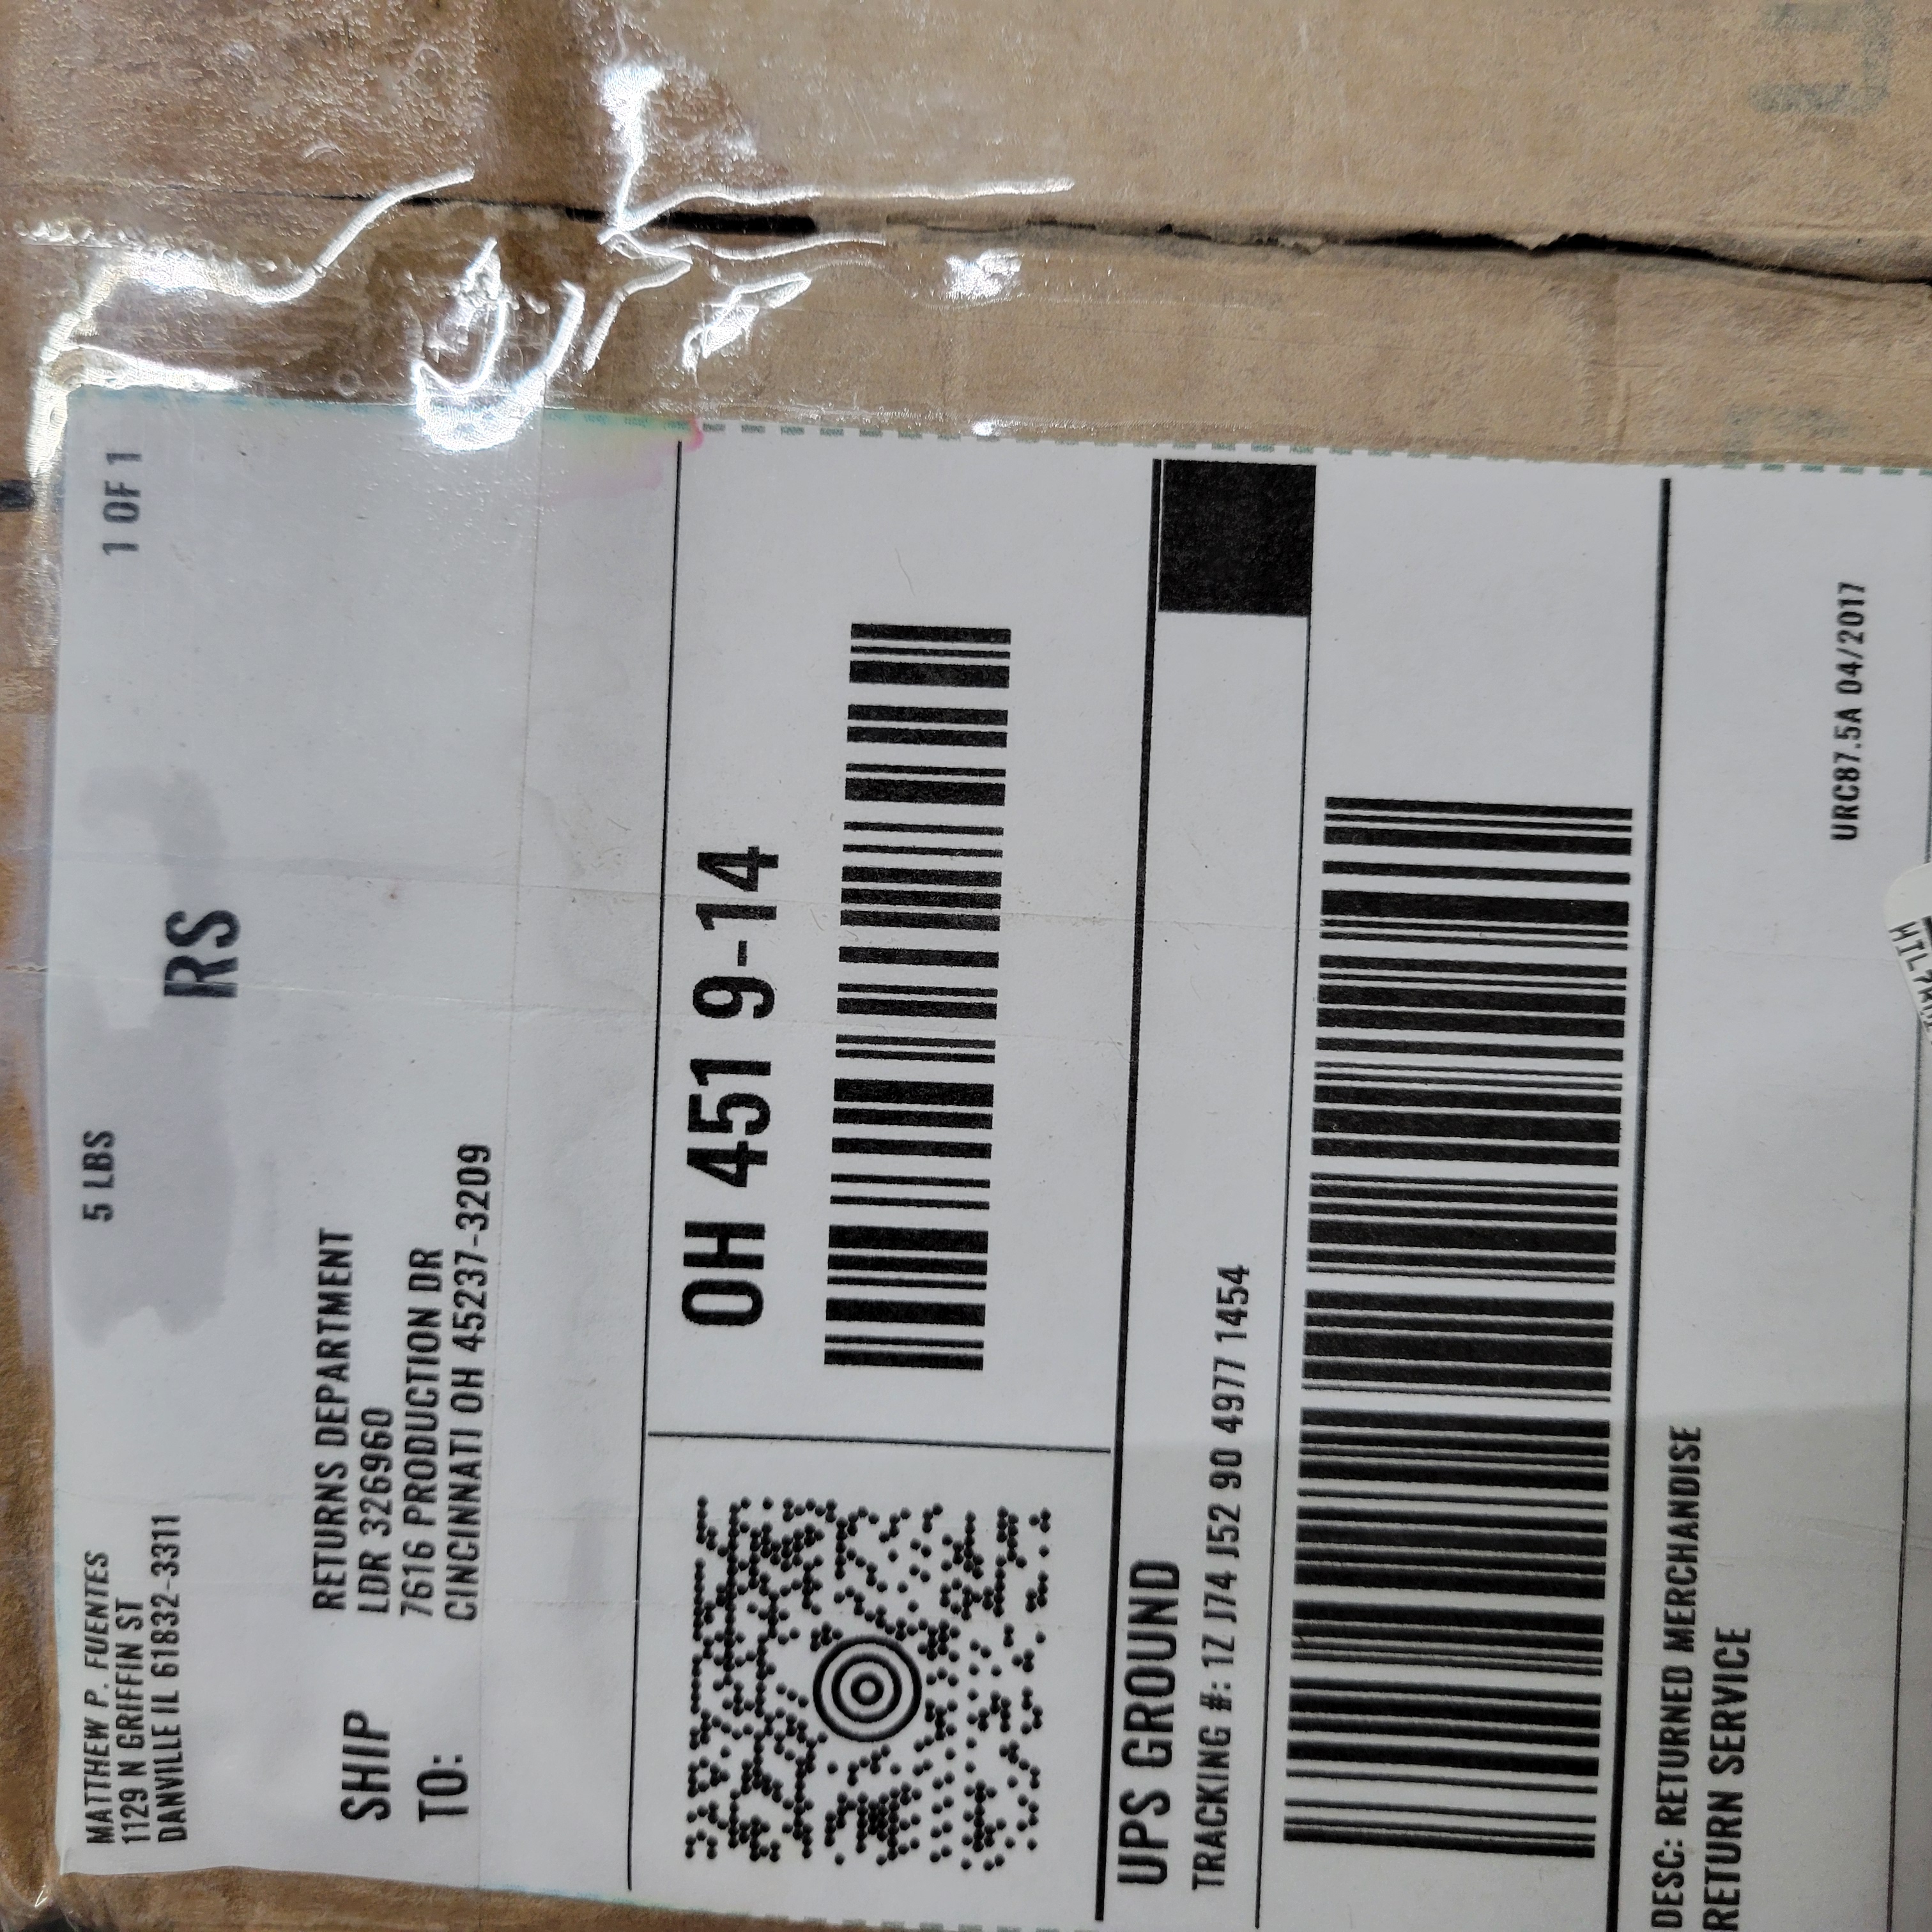 MATTHEW P. FUENTES
1129 N GRIFFIN ST
DANVILLE IL 61832-3311
5 LBS
1 OF 1
RS
SHIP
TO:
RETURNS DEPARTMENT
LDR 326960
7616 PRODUCTION DR
CINCINNATI OH 45237-3209
OH 451 9-14
UPS GROUND
TRACKING #: 1Z J74 J52 90 4977 1454
DESC: RETURNED MERCHANDISE
RETURN SERVICE
URC87.5A 04/2017